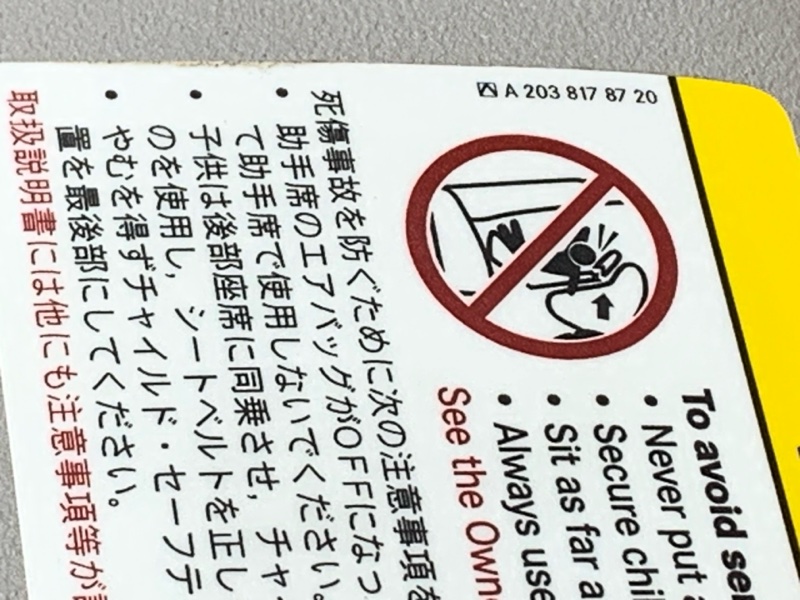 A 203 817 87 20
To avoid
• Never put
• Secure
• Sit as far
• Always use
See the
死傷事故を防ぐために次の注意事項を
• 助手席のエアバッグがOFFになっ
て助手席で使用しないでください。
• 子供は後部座席に同乗させ，チャ
のを使用し，シートベルトを正し
• やむを得ずチャイルド・セーフテ
置を最後部にしてください。
取扱説明書には他にも注意事項等が